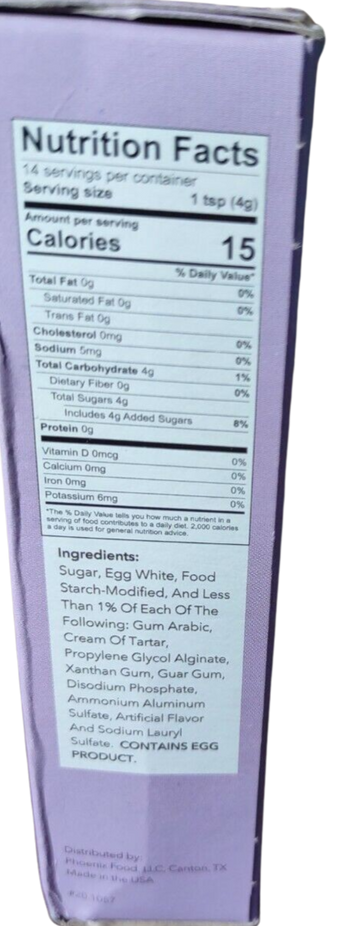 Nutrition Facts
14 servings per container
Serving size 1 tsp (4g)
Amount per serving
Calories 15
% Daily Value*
Total Fat 0g 0%
Saturated Fat 0g 0%
Trans Fat 0g
Cholesterol 0mg 0%
Sodium 5mg 0%
Total Carbohydrate 4g 1%
Dietary Fiber 0g 0%
Total Sugars 4g
Includes 4g Added Sugars 8%
Protein 0g
Vitamin D 0mcg 0%
Calcium 0mg 0%
Iron 0mg 0%
Potassium 6mg 0%
*The % Daily Value tells you how much a nutrient in a
serving of food contributes to a daily diet. 2,000 calories
a day is used for general nutrition advice.
Ingredients:
Sugar, Egg White, Food
Starch-Modified, And Less
Than 1% Of Each Of The
Following: Gum Arabic,
Cream Of Tartar,
Propylene Glycol Alginate,
Xanthan Gum, Guar Gum,
Disodium Phosphate,
Ammonium Aluminum
Sulfate, Artificial Flavor
And Sodium Lauryl
Sulfate. CONTAINS EGG
PRODUCT.
Distributed by:
Phoenix Food, LLC, Canton, TX
Made in the USA